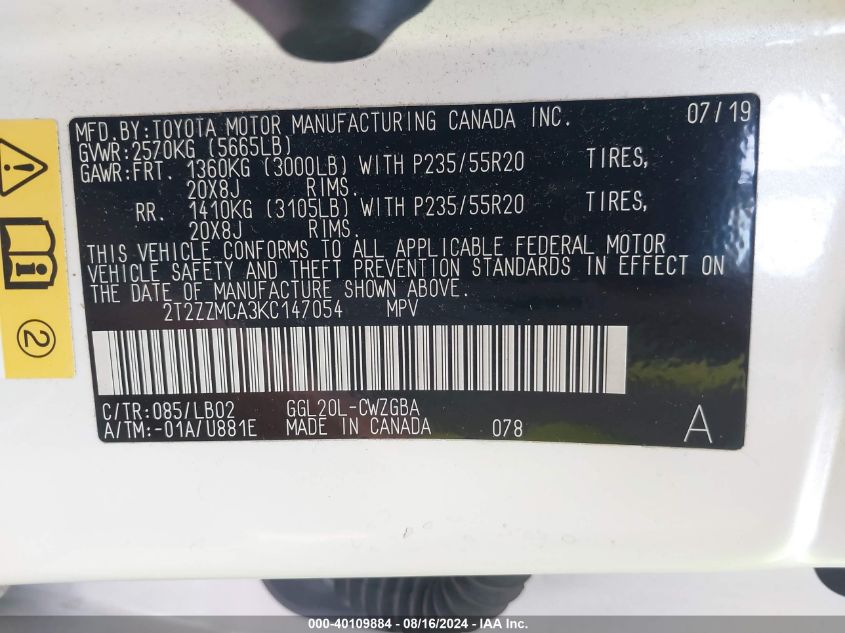 MFD.BY:TOYOTA MOTOR MANUFACTURING CANADA INC. 07/19
GVWR:2570KG (5665LB)
GAWR:FRT. 1360KG (3000LB) WITH P235/55R20 TIRES,
20X8J RIMS.
RR. 1410KG (3105LB) WITH P235/55R20 TIRES,
20X8J RIMS.
THIS VEHICLE CONFORMS TO ALL APPLICABLE FEDERAL MOTOR
VEHICLE SAFETY AND THEFT PREVENTION STANDARDS IN EFFECT ON
THE DATE OF MANUFACTURE SHOWN ABOVE.
2T2ZZMCA3KC147054 MPV
C/TR:085/LB02 GGL20L-CWZGBA
A/TM:-01A/U881E MADE IN CANADA 078 A
2
000-40109884 - 08/16/2024 - IAA Inc.